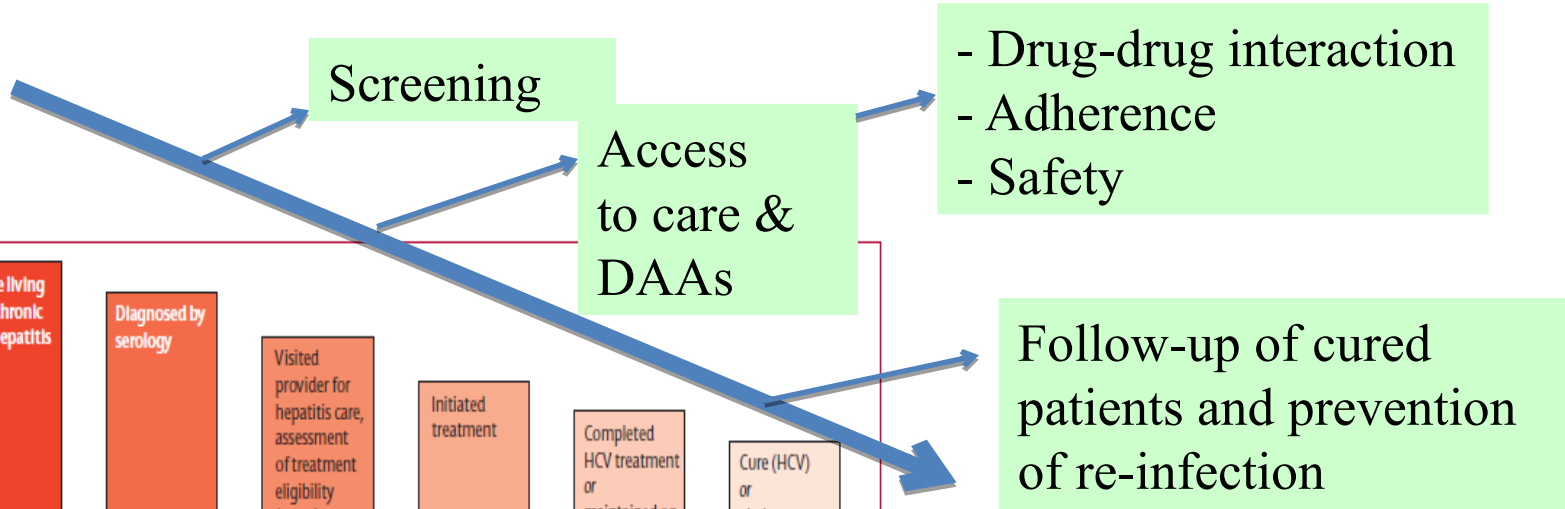 Screening
Access
to care &
DAAs
- Drug-drug interaction
- Adherence
- Safety
Follow-up of cured
patients and prevention
of re-infection
living
Diagnosed by
serology
Visited
provider for
hepatitis care,
assessment
of treatment
eligibility
Initiated
treatment
Completed
HCV treatment
or
Cure (HCV)
or